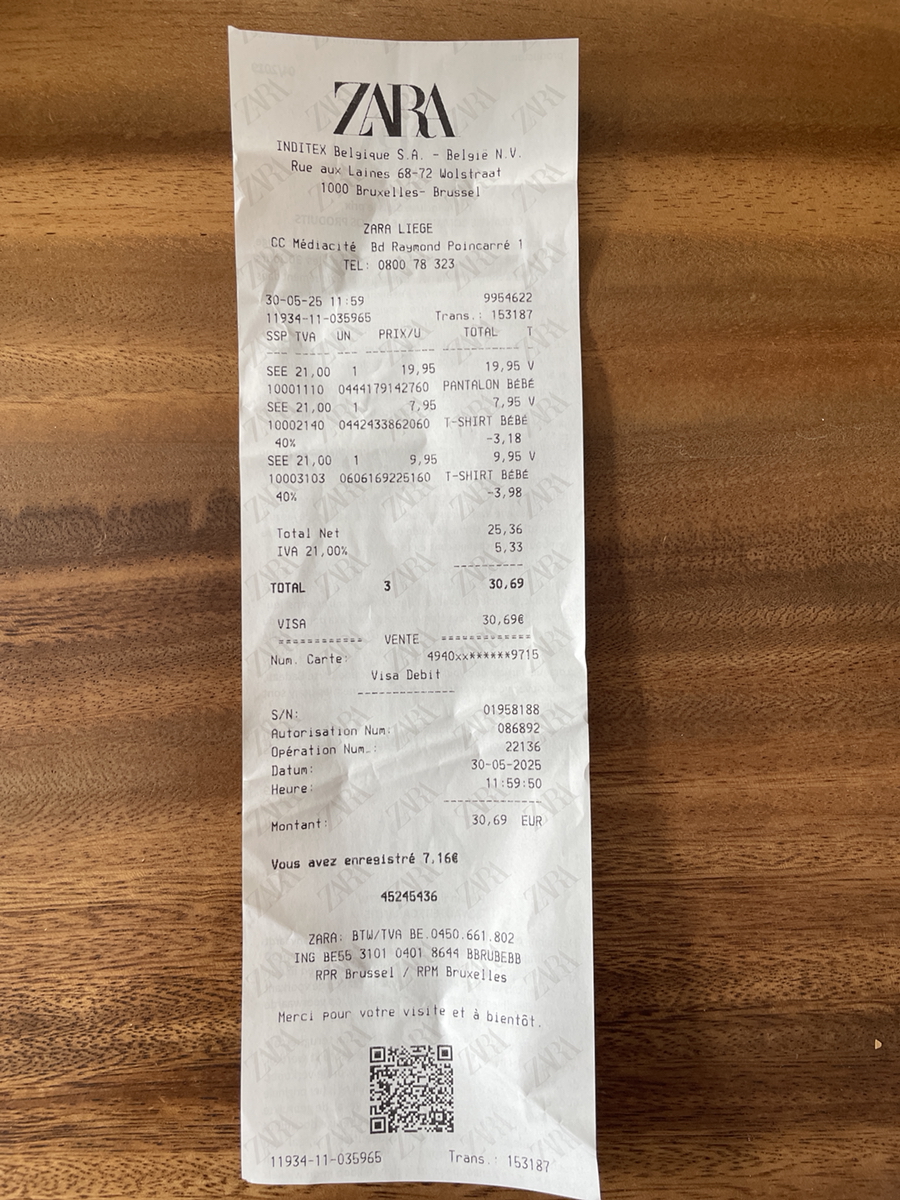 ZARA
INDITEX Belgique S.A. - België N.V.
Rue aux Laines 68-72 Wolstraat
1000 Bruxelles- Brussel
ZARA LIEGE
CC Médiacité Bd Raymond Poincarré 1
TEL: 0800 78 323
30-05-25 11:59 9954622
11934-11-035965 Trans.: 153187
SSP TVA UN PRIX/U TOTAL T
SEE 21,00 1 19,95 19,95 V
10001110 0444179142760 PANTALON BÉBÉ
SEE 21,00 1 7,95 7,95 V
10002140 0442433862060 T-SHIRT BÉBÉ
40% -3,18
SEE 21,00 1 9,95 9,95 V
10003103 0606169225160 T-SHIRT BÉBÉ
40% -3,98
Total Net 25,36
IVA 21,00% 5,33
TOTAL 3 30,69
VISA 30,69€
============ VENTE =============
Num. Carte: 4940xx******9715
Visa Debit
S/N: 01958188
Autorisation Num: 086892
Opération Num.: 22136
Datum: 30-05-2025
Heure: 11:59:50
Montant: 30,69 EUR
Vous avez enregistré 7,16€
45245436
ZARA: BTW/TVA BE.0450.661.802
ING BE55 3101 0401 8644 BBRUBEBB
RPR Brussel / RPM Bruxelles
Merci pour votre visite et à bientôt.
11934-11-035965 Trans.: 153187